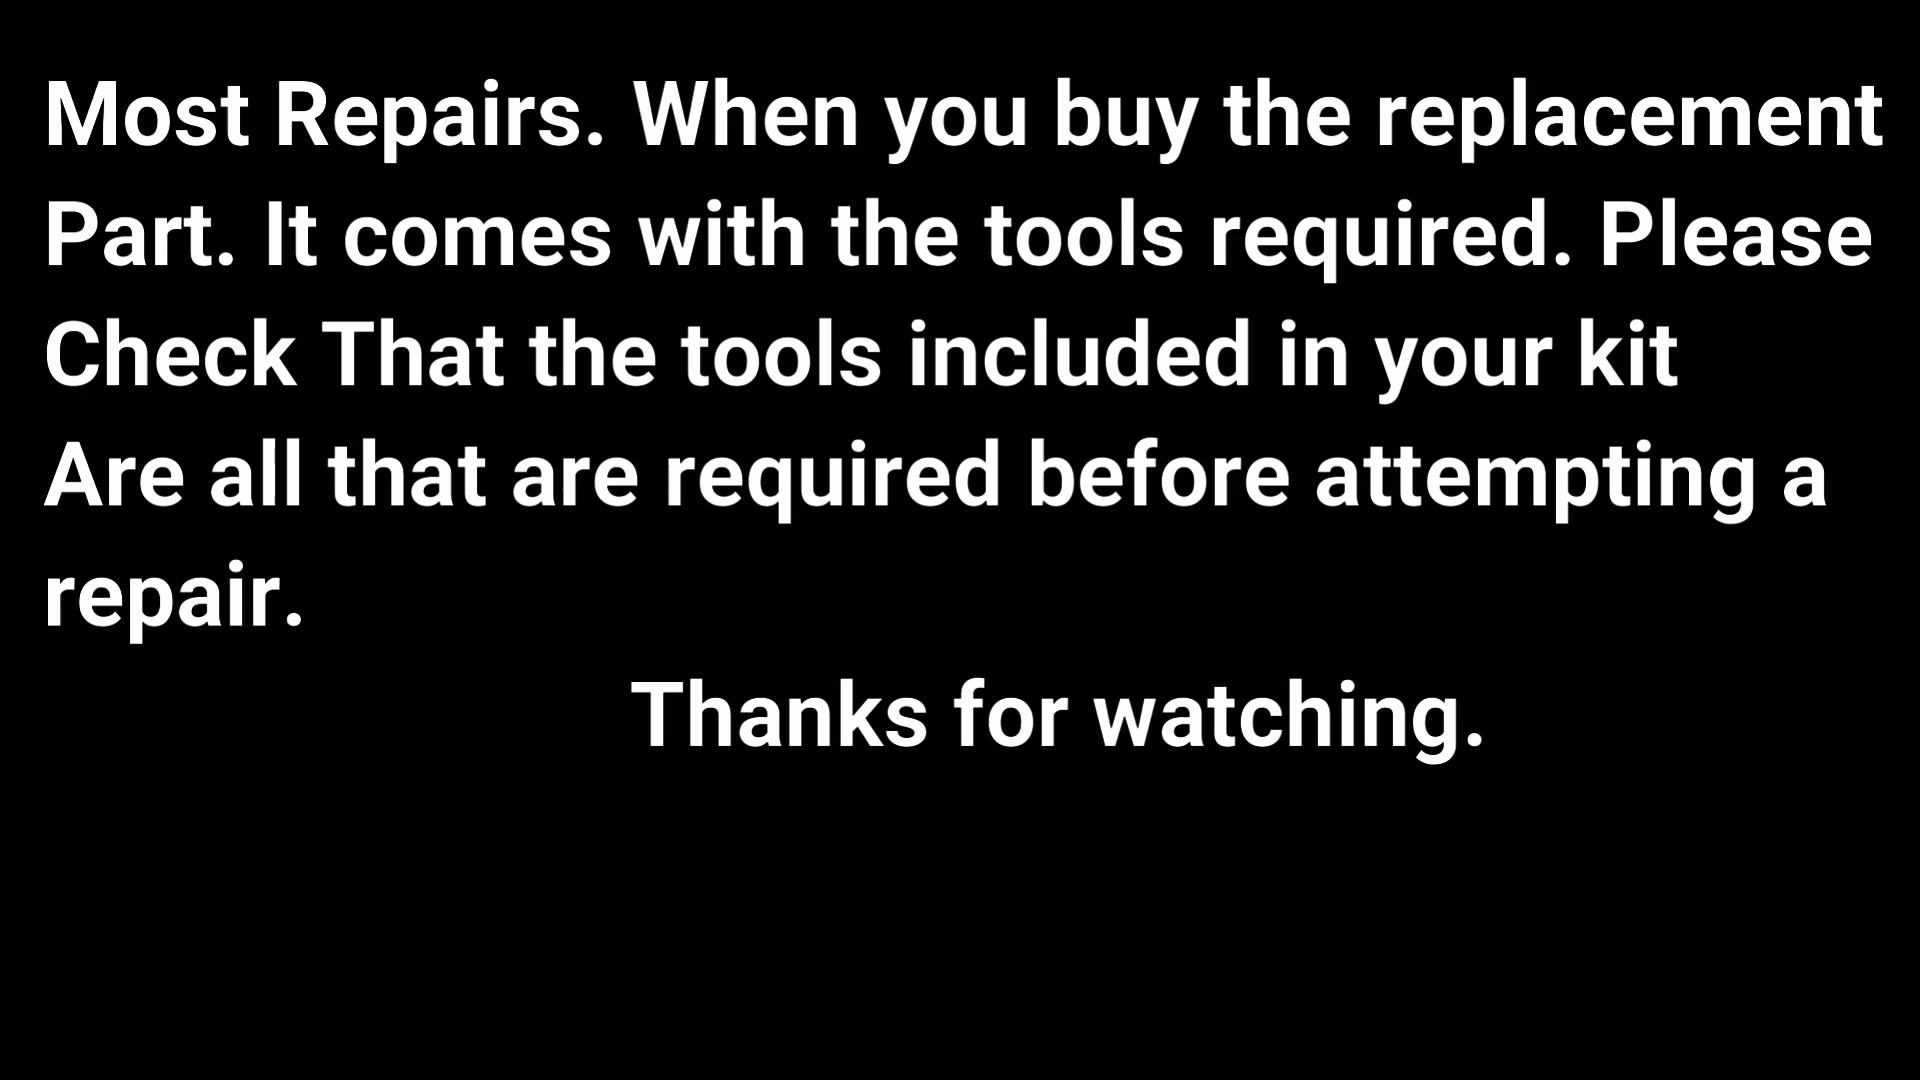 Most Repairs. When you buy the replacement
Part. It comes with the tools required. Please
Check That the tools included in your kit
Are all that are required before attempting a
repair.
Thanks for watching.